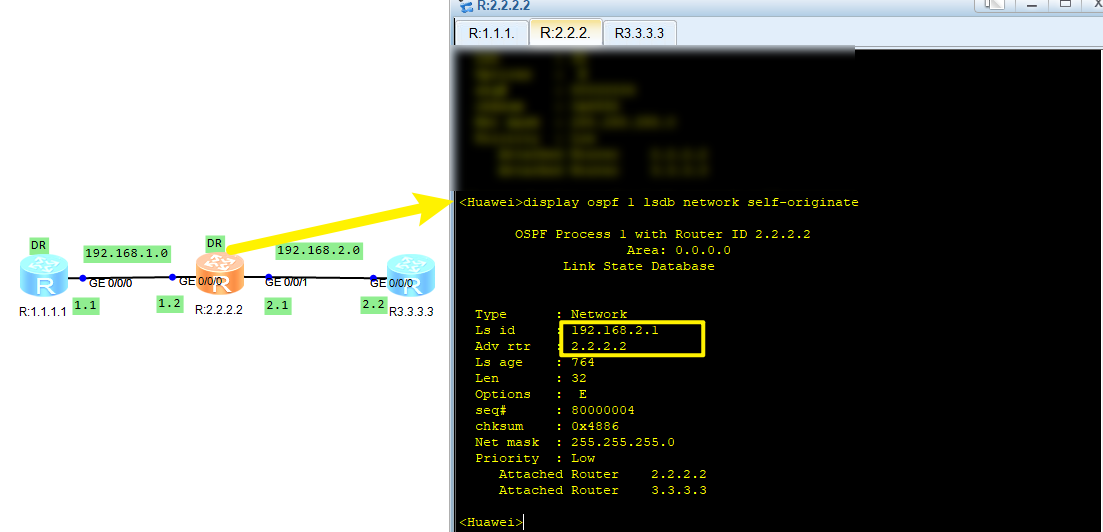 R:2.2.2.2
R:1.1.1.
R:2.2.2.
R3.3.3.3
<Huawei>display ospf 1 lsdb network self-originate
OSPF Process 1 with Router ID 2.2.2.2
Area: 0.0.0.0
Link State Database
Type : Network
Ls id : 192.168.2.1
Adv rtr : 2.2.2.2
Ls age : 764
Len : 32
Options : E
seq# : 80000004
chksum : 0x4886
Net mask : 255.255.255.0
Priority : Low
Attached Router 2.2.2.2
Attached Router 3.3.3.3
<Huawei>
DR
192.168.1.0
DR
192.168.2.0
R
GE 0/0/0
GE 0/0/0
R
GE 0/0/1
GE 0/0/0
R
1.1
1.2
2.1
2.2
R:1.1.1.1
R:2.2.2.2
R3.3.3.3